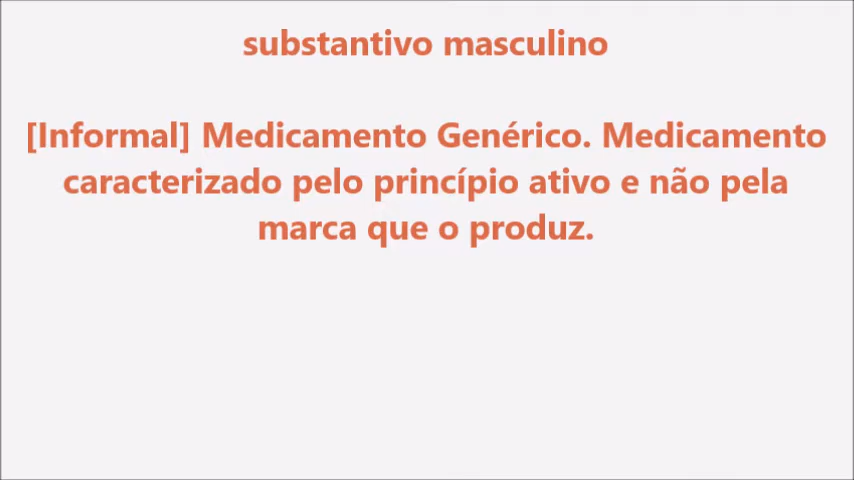 substantivo masculino
[Informal] Medicamento Genérico. Medicamento
caracterizado pelo princípio ativo e não pela
marca que o produz.